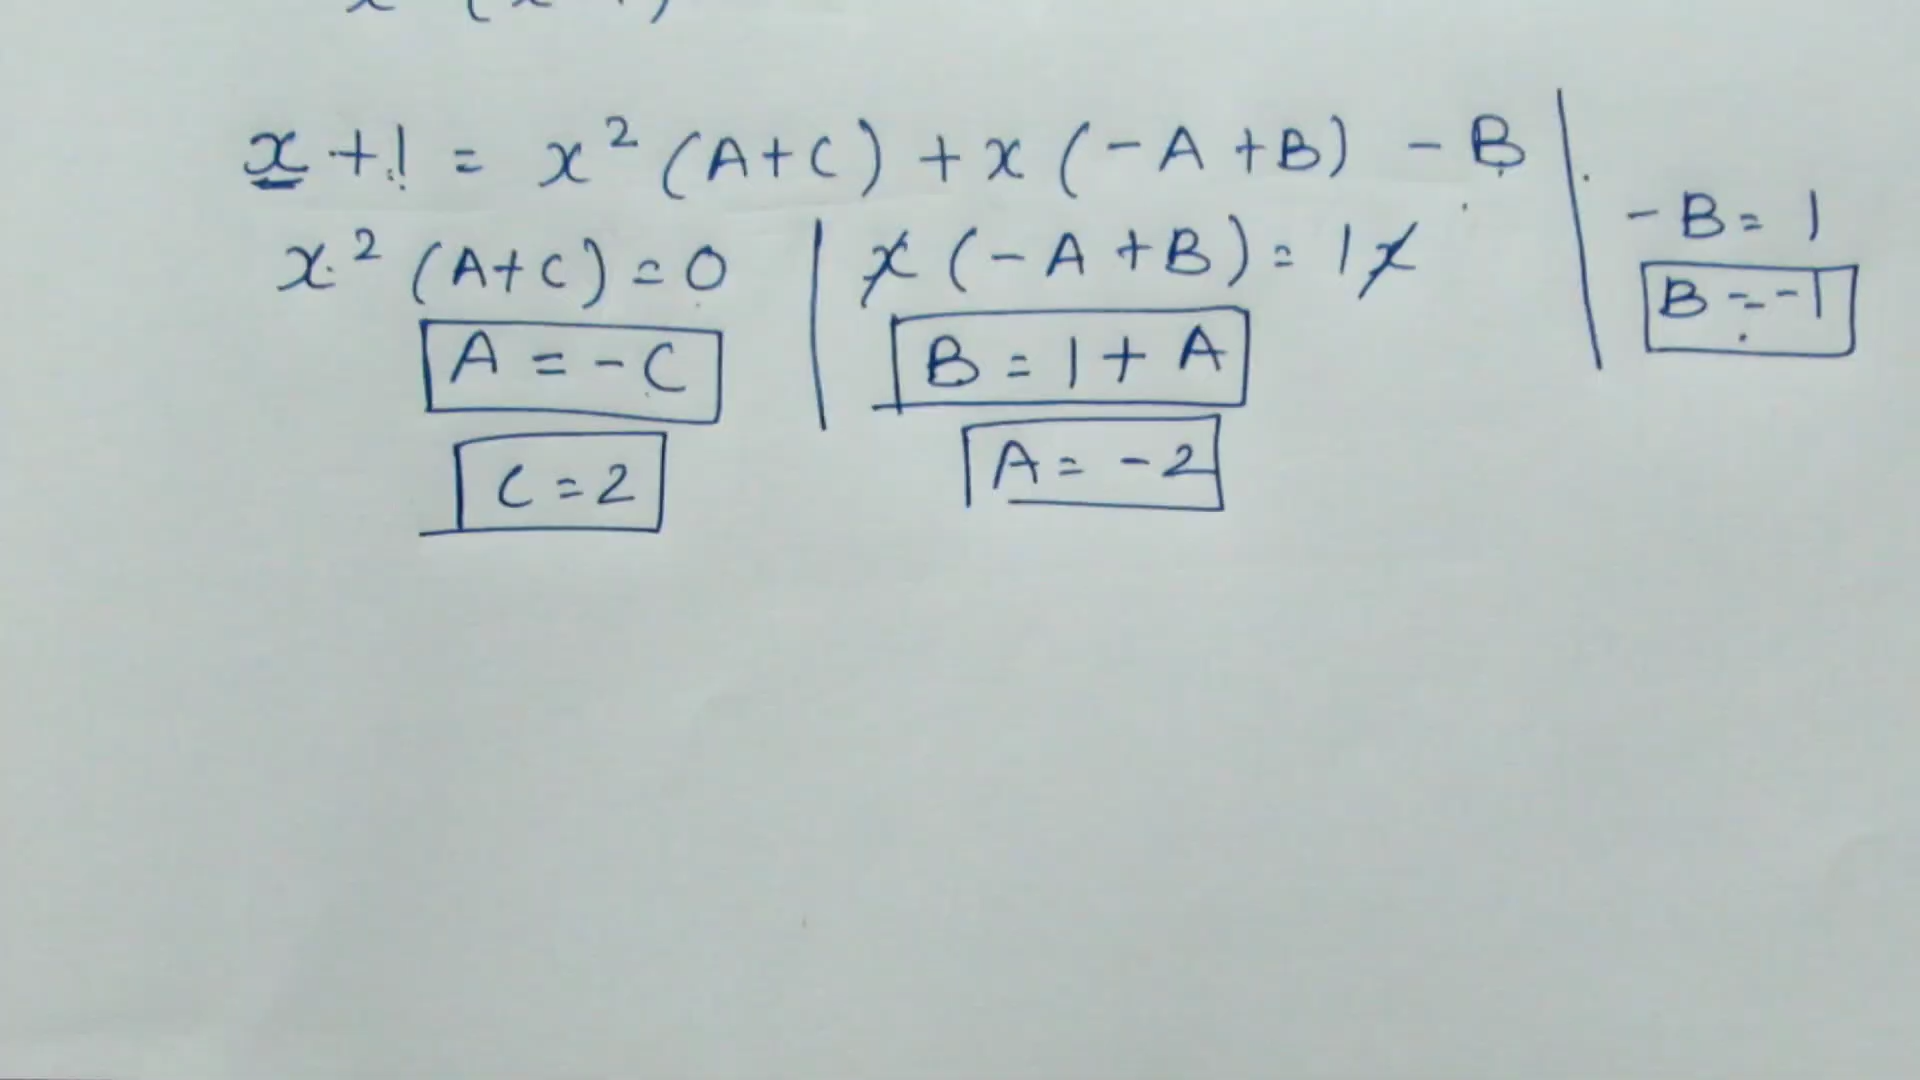 x + 1 = x² (A + C) + x (-A + B) - B
x² (A + C) = 0
A = -C
C = 2
x (-A + B) = 1x
B = 1 + A
A = -2
-B = 1
B = -1